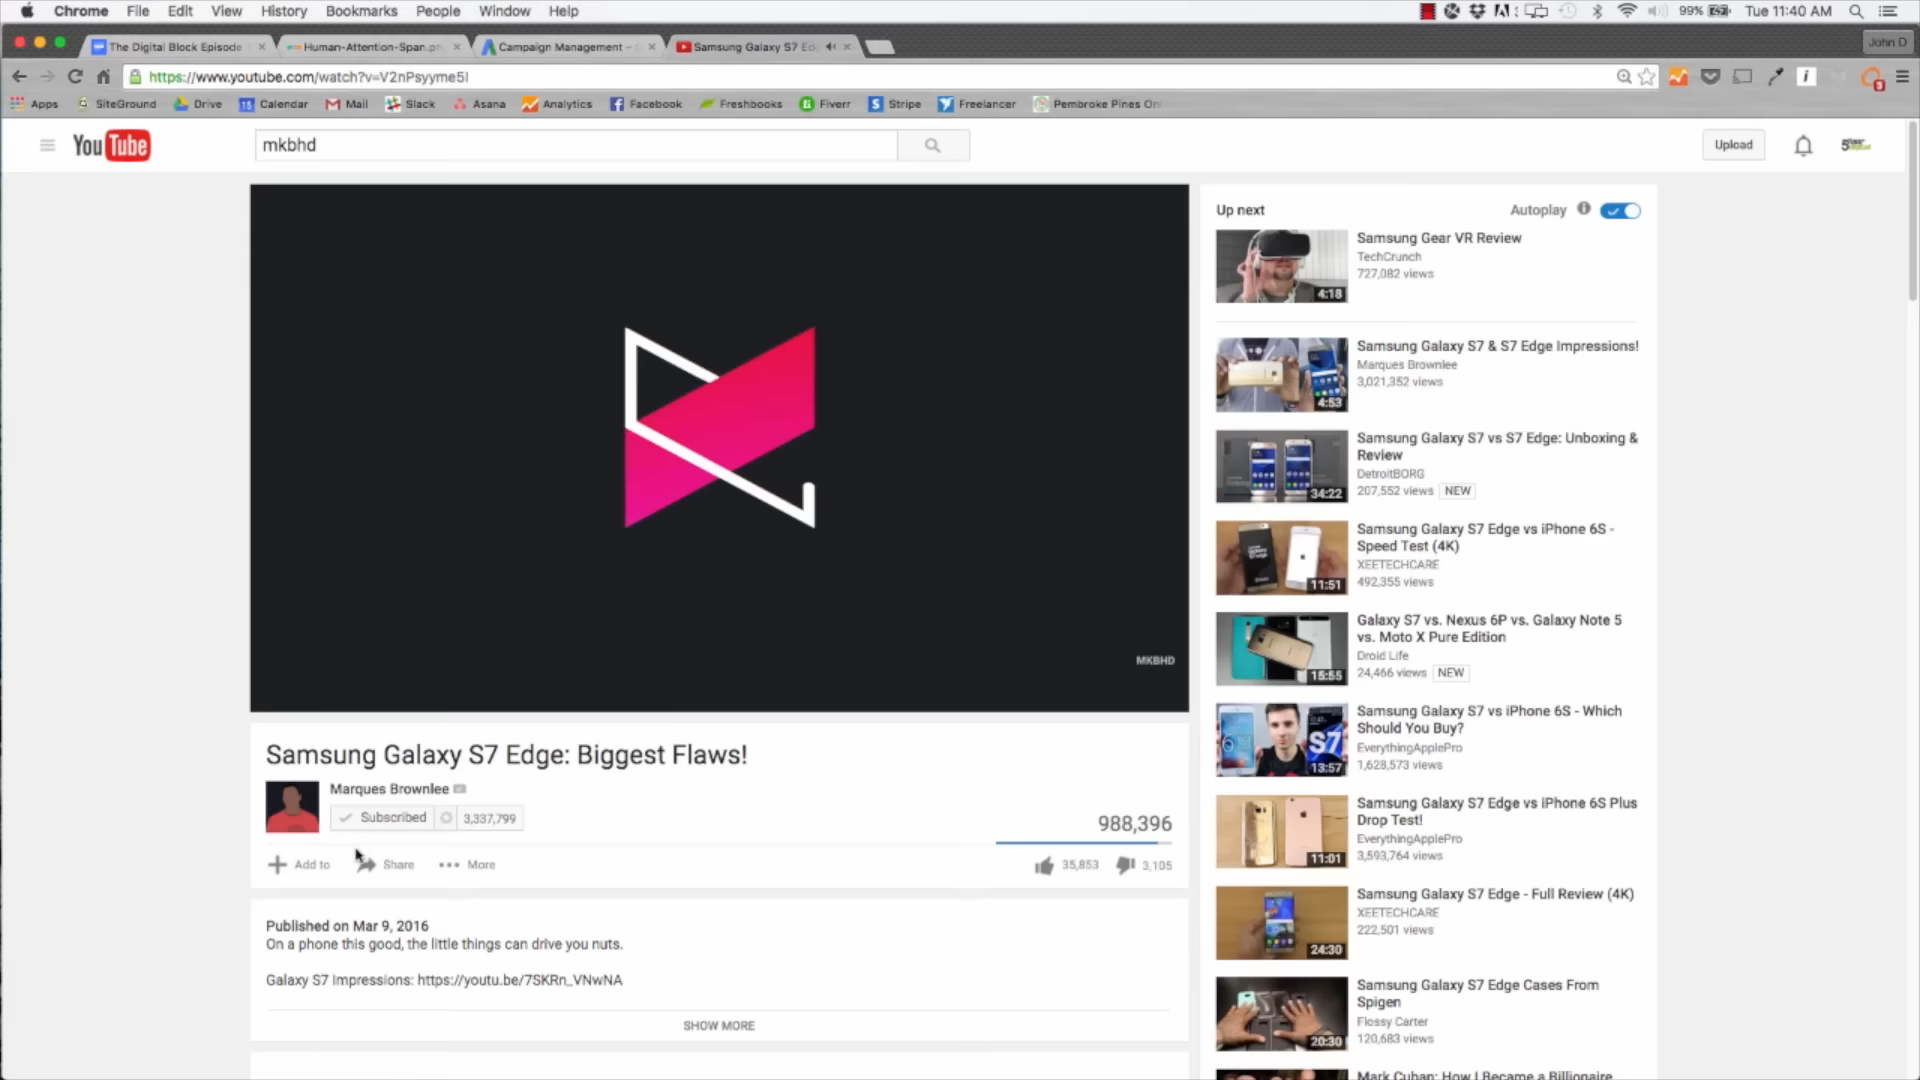 Chrome File Edit View History Bookmarks People Window Help 99% Tue 11:40 AM
The Digital Block Episode Human-Attention-Span.pn Campaign Management - Samsung Galaxy S7 Ed John D
https://www.youtube.com/watch?v=V2nPsyyme5I
Apps SiteGround Drive Calendar Mail Slack Asana Analytics Facebook Freshbooks Fiverr Stripe Freelancer Pembroke Pines On
YouTube mkbhd Upload
Up next Autoplay
Samsung Gear VR Review
TechCrunch
727,082 views
4:18
Samsung Galaxy S7 & S7 Edge Impressions!
Marques Brownlee
3,021,352 views
4:53
Samsung Galaxy S7 vs S7 Edge: Unboxing &
Review
DetroitBORG
207,552 views NEW
34:22
Samsung Galaxy S7 Edge vs iPhone 6S -
Speed Test (4K)
XEETECHCARE
492,355 views
11:51
Galaxy S7 vs. Nexus 6P vs. Galaxy Note 5
vs. Moto X Pure Edition
Droid Life
24,466 views NEW
15:55
Samsung Galaxy S7 vs iPhone 6S - Which
Should You Buy?
EverythingApplePro
1,628,573 views
S7
13:57
Samsung Galaxy S7 Edge vs iPhone 6S Plus
Drop Test!
EverythingApplePro
3,593,764 views
11:01
Samsung Galaxy S7 Edge - Full Review (4K)
XEETECHCARE
222,501 views
24:30
Samsung Galaxy S7 Edge Cases From
Spigen
Flossy Carter
120,683 views
20:30
Mark Cuban: How I Became a Billionaire
MKBHD
Samsung Galaxy S7 Edge: Biggest Flaws!
Marques Brownlee
Subscribed 3,337,799
988,396
Add to Share More 35,853 3,105
Published on Mar 9, 2016
On a phone this good, the little things can drive you nuts.
Galaxy S7 Impressions: https://youtu.be/7SKRn_VNwNA
SHOW MORE